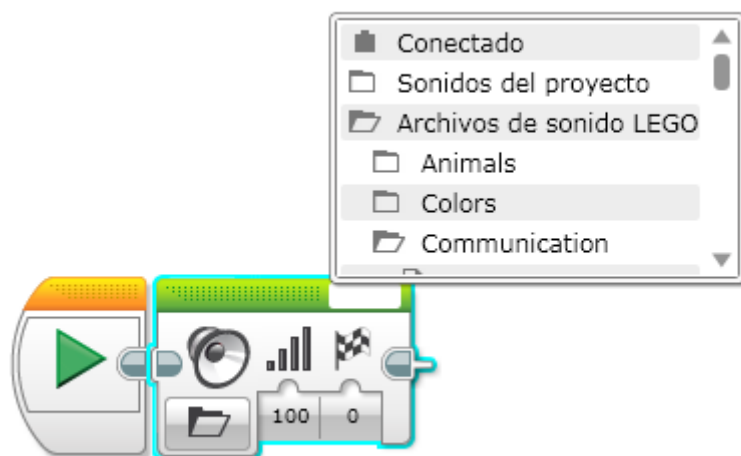 Conectado
Sonidos del proyecto
Archivos de sonido LEGO
Animals
Colors
Communication
100 0